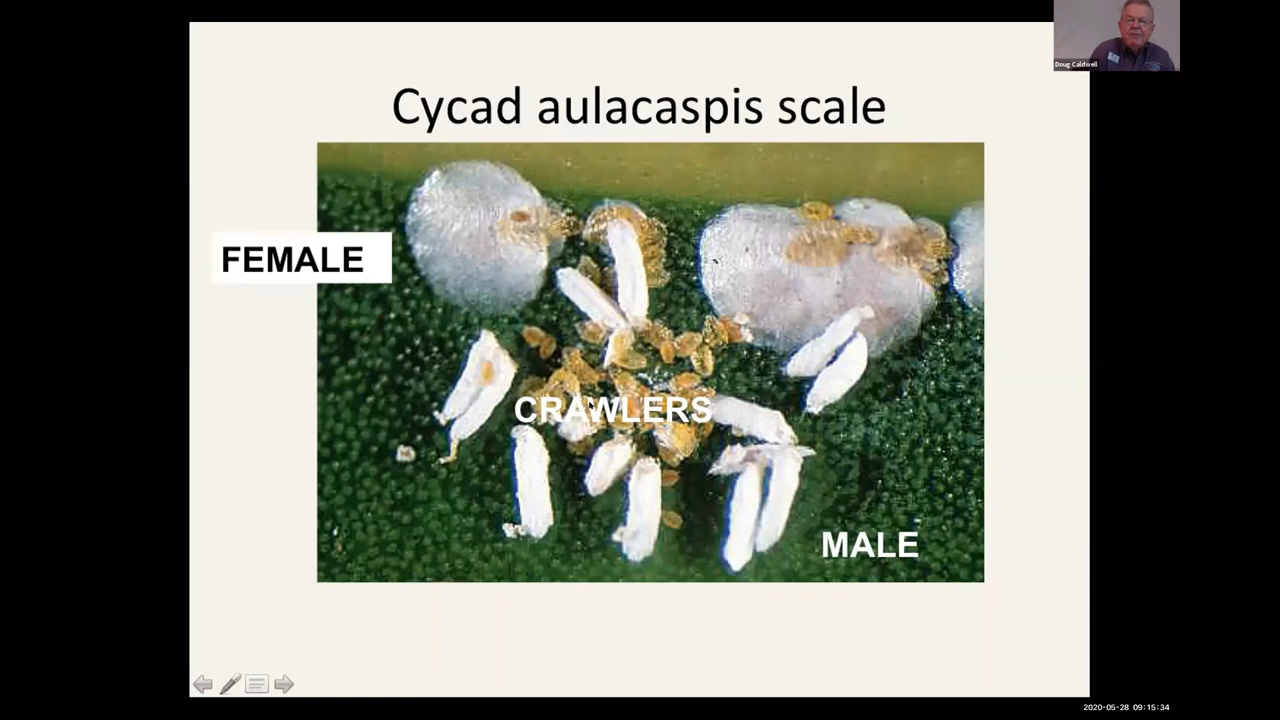 Doug Caldwell
Cycad aulacaspis scale
FEMALE
CRAWLERS
MALE
2020-05-28 09:15:34